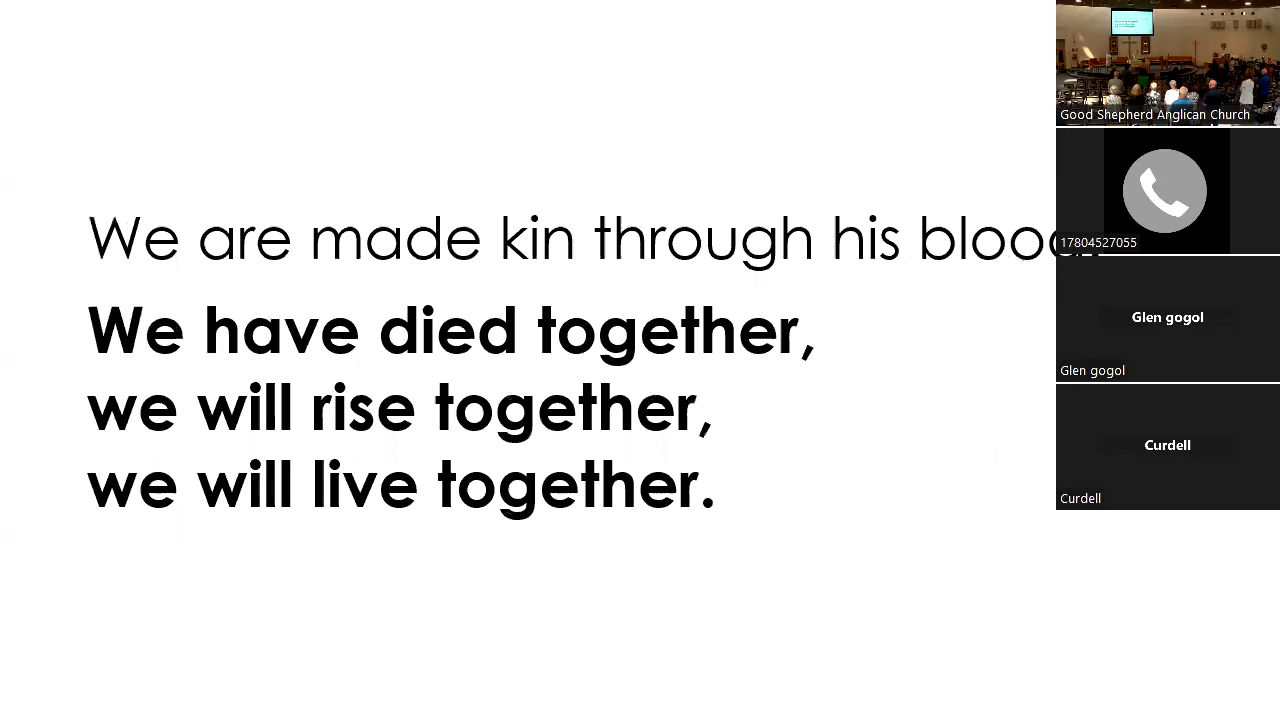 We are made kin through his blood.
We have died together,
we will rise together,
we will live together.
Good Shepherd Anglican Church
17804527055
Glen gogol
Glen gogol
Curdell
Curdell